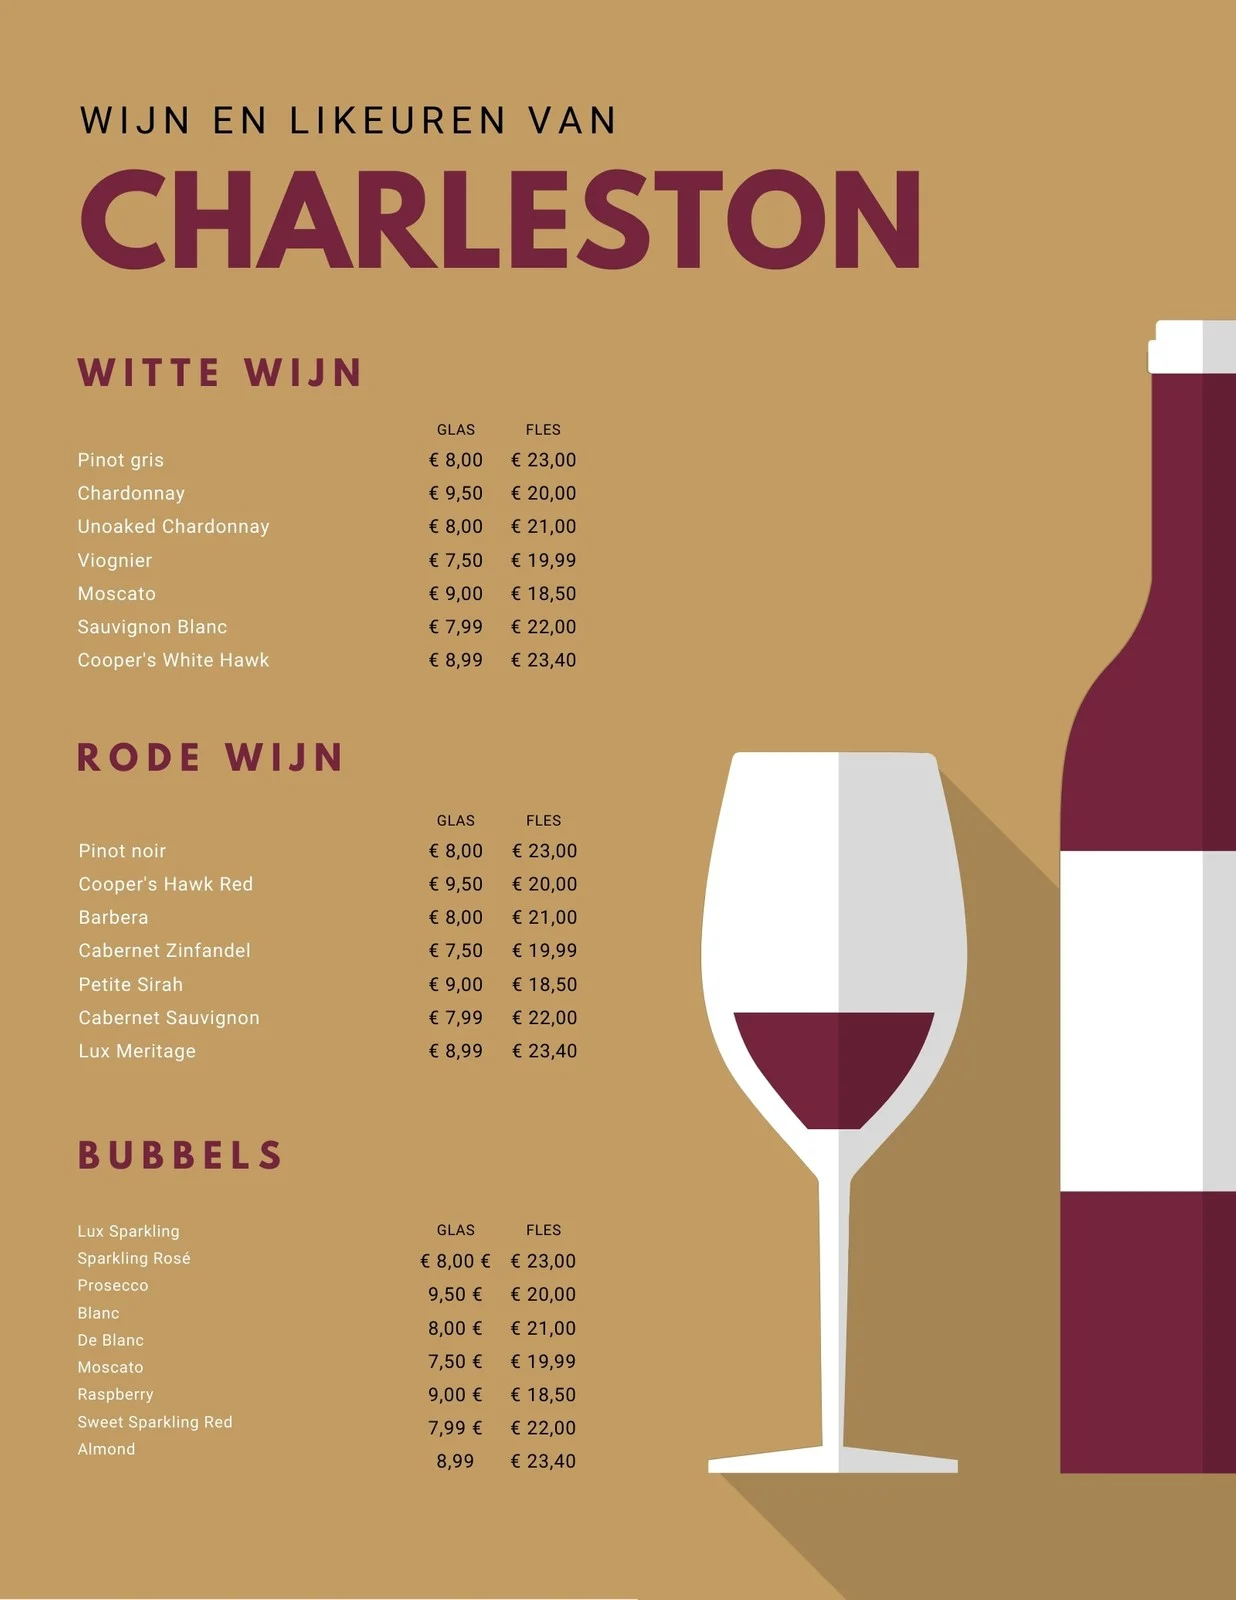 WIJN EN LIKEUREN VAN
CHARLESTON
WITTE WIJN
GLAS FLES
Pinot gris € 8,00 € 23,00
Chardonnay € 9,50 € 20,00
Unoaked Chardonnay € 8,00 € 21,00
Viognier € 7,50 € 19,99
Moscato € 9,00 € 18,50
Sauvignon Blanc € 7,99 € 22,00
Cooper's White Hawk € 8,99 € 23,40
RODE WIJN
GLAS FLES
Pinot noir € 8,00 € 23,00
Cooper's Hawk Red € 9,50 € 20,00
Barbera € 8,00 € 21,00
Cabernet Zinfandel € 7,50 € 19,99
Petite Sirah € 9,00 € 18,50
Cabernet Sauvignon € 7,99 € 22,00
Lux Meritage € 8,99 € 23,40
BUBBELS
Lux Sparkling
Sparkling Rosé
Prosecco
Blanc
De Blanc
Moscato
Raspberry
Sweet Sparkling Red
Almond
GLAS FLES
€ 8,00 € € 23,00
9,50 € € 20,00
8,00 € € 21,00
7,50 € € 19,99
9,00 € € 18,50
7,99 € € 22,00
8,99 € 23,40